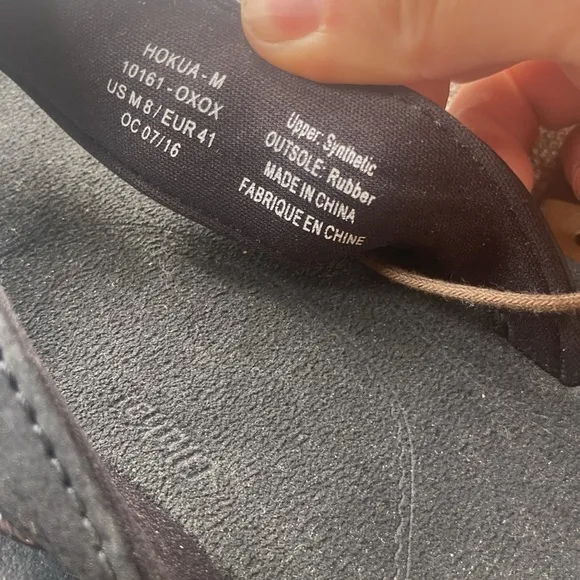 HOKUA - M
10161 - OXOX
US M 8 / EUR 41
OC 07/16
Upper: Synthetic
OUTSOLE: Rubber
MADE IN CHINA
FABRIQUE EN CHINE